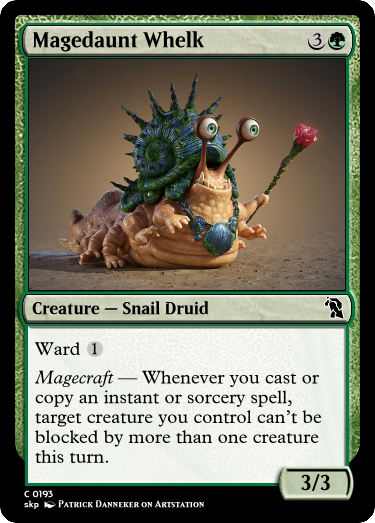 Magedaunt Whelk 3
Creature — Snail Druid
Ward 1
Magecraft — Whenever you cast or
copy an instant or sorcery spell,
target creature you control can't be
blocked by more than one creature
this turn.
3/3
C 0193
skp Patrick Danneker on Artstation